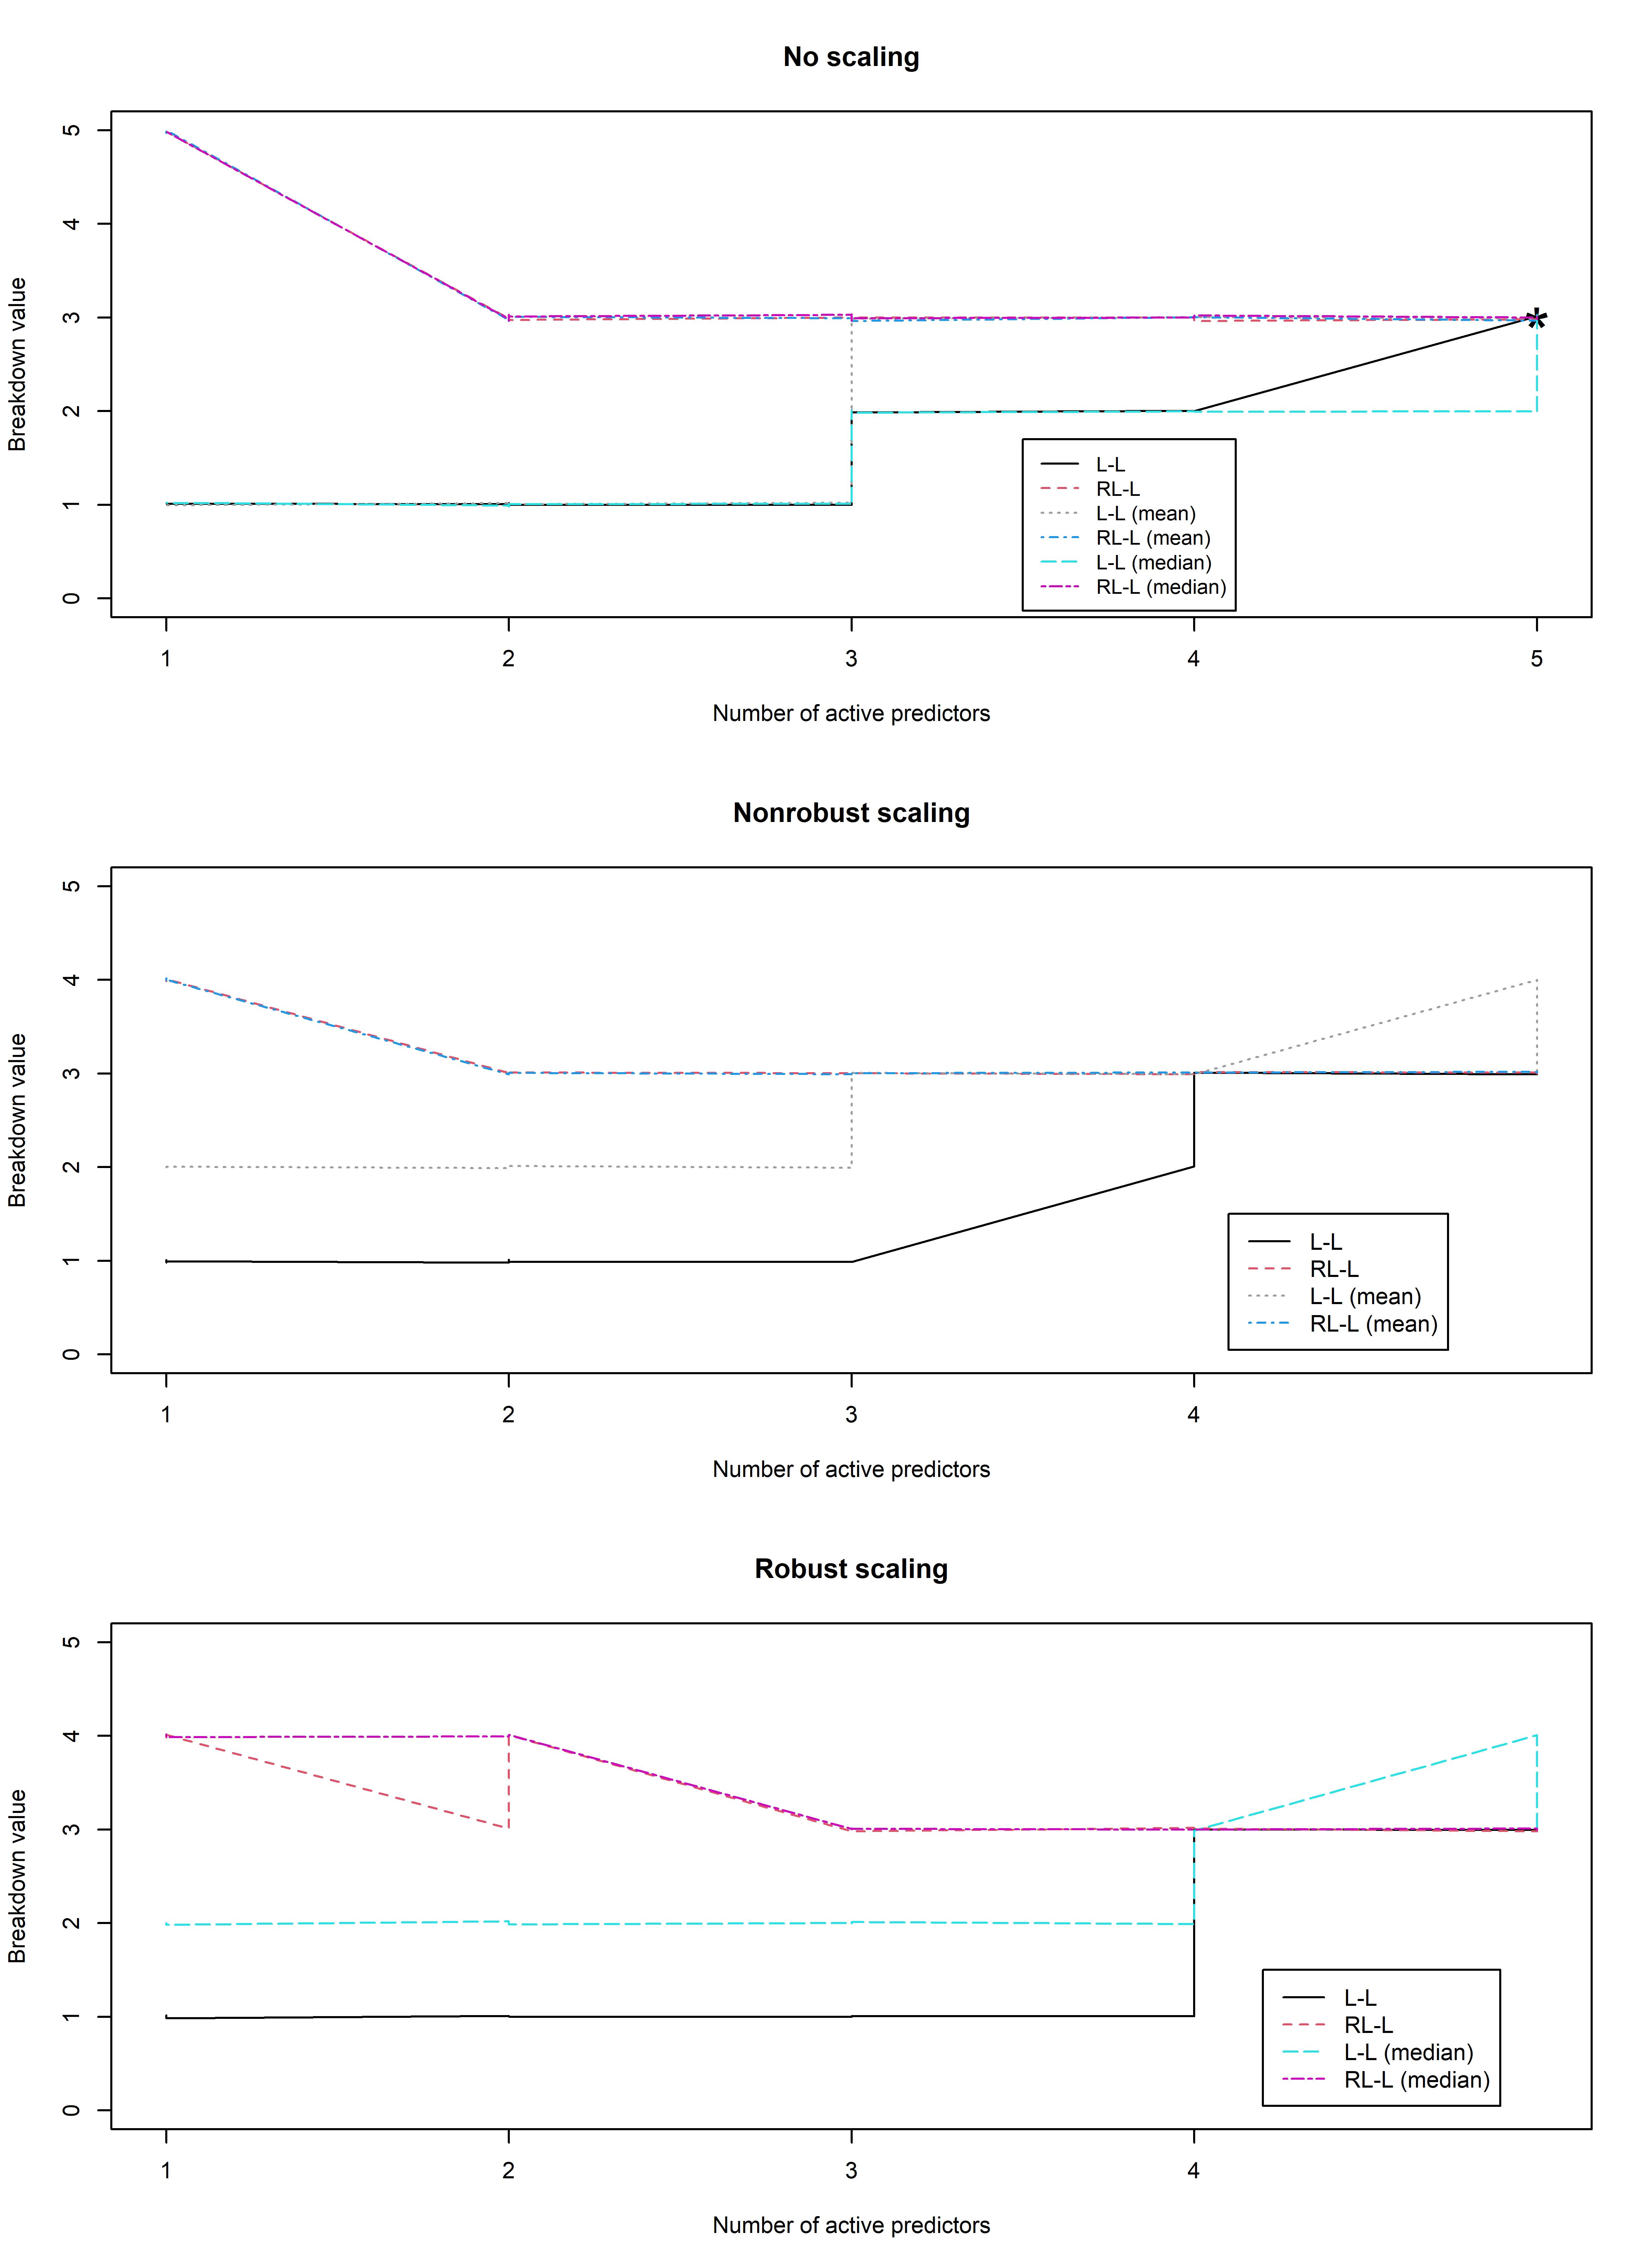 No scaling
5
4
3
2
1
0
Breakdown value
*
L-L
RL-L
L-L (mean)
RL-L (mean)
L-L (median)
RL-L (median)
1 2 3 4 5
Number of active predictors
Nonrobust scaling
5
4
3
2
1
0
Breakdown value
L-L
RL-L
L-L (mean)
RL-L (mean)
1 2 3 4
Number of active predictors
Robust scaling
5
4
3
2
1
0
Breakdown value
L-L
RL-L
L-L (median)
RL-L (median)
1 2 3 4
Number of active predictors